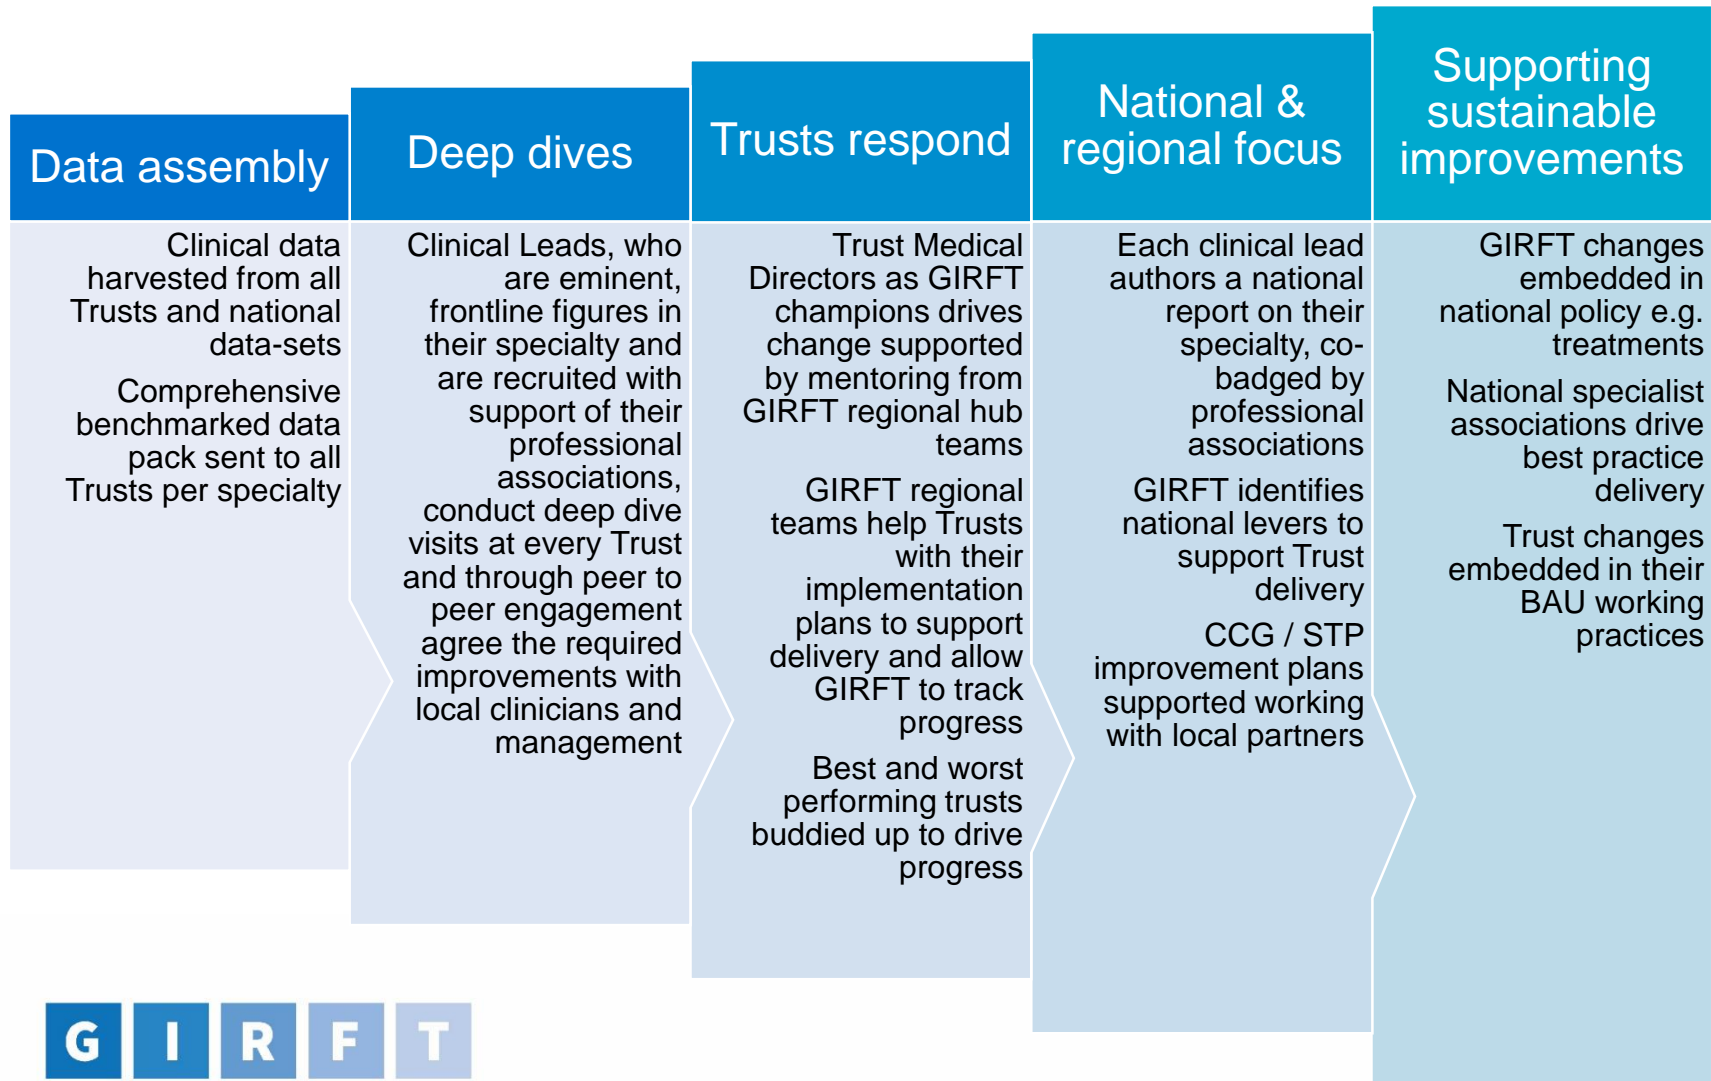 Data assembly
Clinical data
harvested from all
Trusts and national
data-sets
Comprehensive
benchmarked data
pack sent to all
Trusts per specialty
Deep dives
Clinical Leads, who
are eminent,
frontline figures in
their specialty and
are recruited with
support of their
professional
associations,
conduct deep dive
visits at every Trust
and through peer to
peer engagement
agree the required
improvements with
local clinicians and
management
Trusts respond
Trust Medical
Directors as GIRFT
champions drives
change supported
by mentoring from
GIRFT regional hub
teams
GIRFT regional
teams help Trusts
with their
implementation
plans to support
delivery and allow
GIRFT to track
progress
Best and worst
performing trusts
buddied up to drive
progress
National &
regional focus
Each clinical lead
authors a national
report on their
specialty, co-
badged by
professional
associations
GIRFT identifies
national levers to
support Trust
delivery
CCG / STP
improvement plans
supported working
with local partners
Supporting
sustainable
improvements
GIRFT changes
embedded in
national policy e.g.
treatments
National specialist
associations drive
best practice
delivery
Trust changes
embedded in their
BAU working
practices
G I R F T